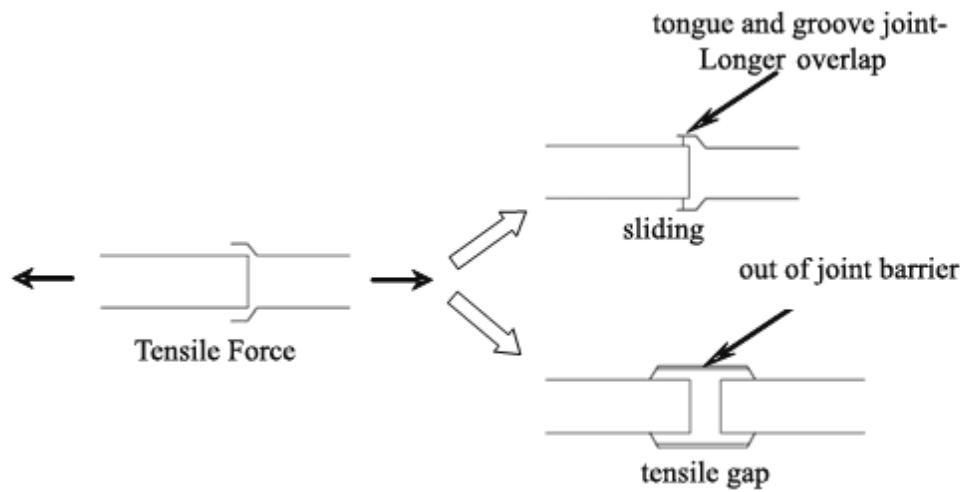 tongue and groove joint-
Longer overlap
sliding
out of joint barrier
Tensile Force
tensile gap